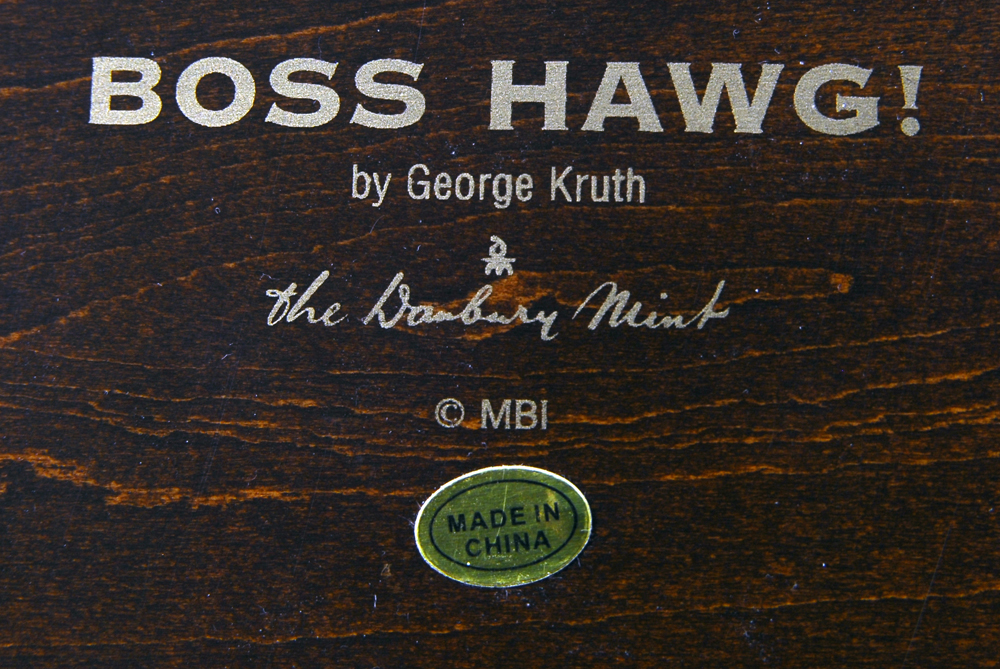 BOSS HAWG!
by George Kruth
the Danbury Mint
© MBI
MADE IN
CHINA